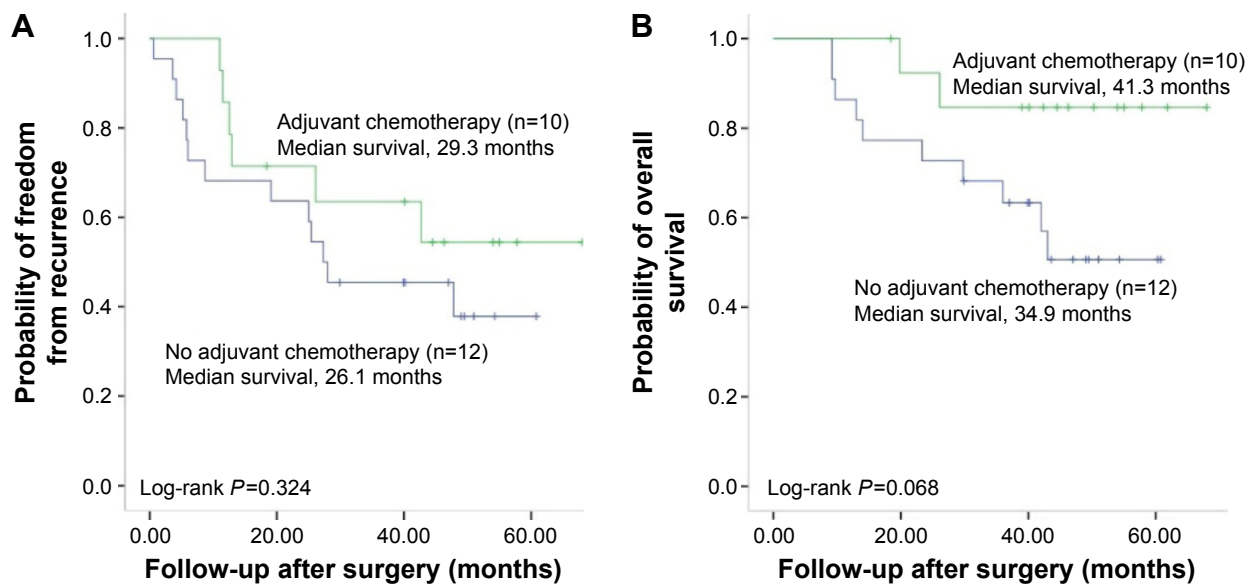 A
Probability of freedom
from recurrence
1.0
0.8
0.6
0.4
0.2
0.0
Adjuvant chemotherapy (n=10)
Median survival, 29.3 months
No adjuvant chemotherapy (n=12)
Median survival, 26.1 months
Log-rank P=0.324
0.00 20.00 40.00 60.00
Follow-up after surgery (months)
B
Probability of overall
survival
1.0
0.8
0.6
0.4
0.2
0.0
Adjuvant chemotherapy (n=10)
Median survival, 41.3 months
No adjuvant chemotherapy (n=12)
Median survival, 34.9 months
Log-rank P=0.068
0.00 20.00 40.00 60.00
Follow-up after surgery (months)